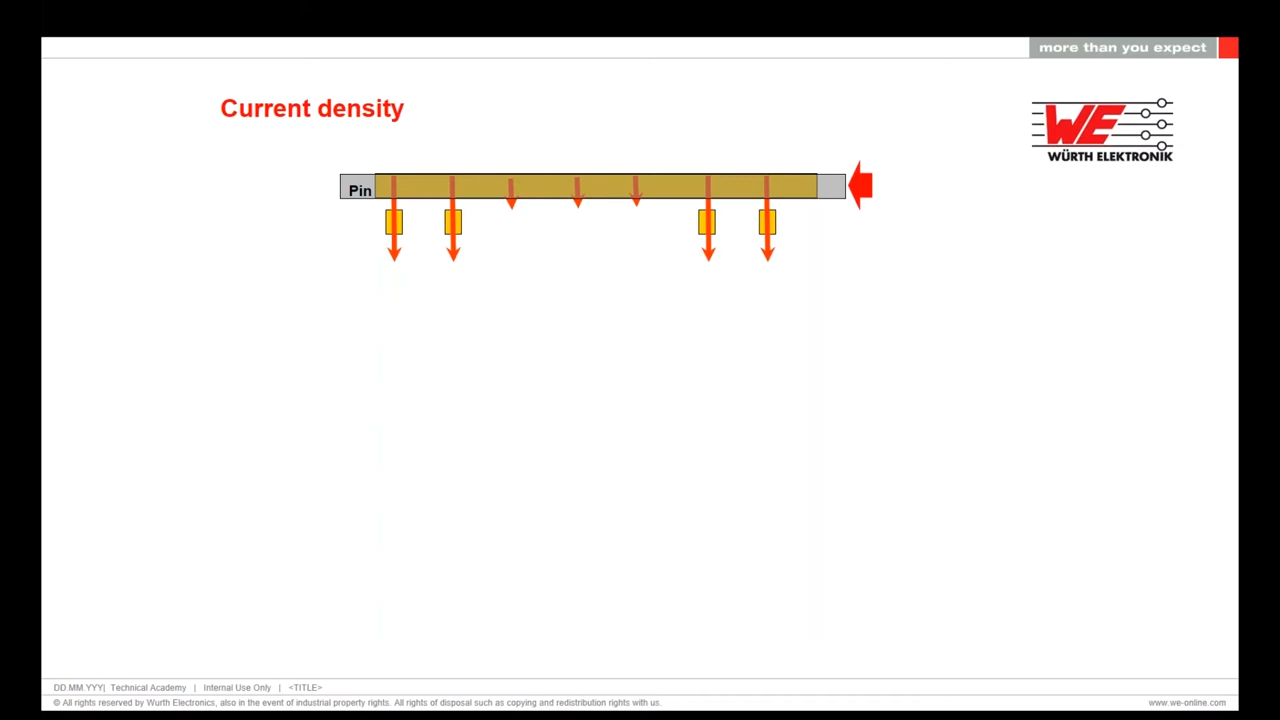 more than you expect
Current density
WE
WÜRTH ELEKTRONIK
Pin
DD.MM.YYY| Technical Academy | Internal Use Only | <TITLE>
© All rights reserved by Wurth Electronics, also in the event of industrial property rights. All rights of disposal such as copying and redistribution rights with us.
www.we-online.com